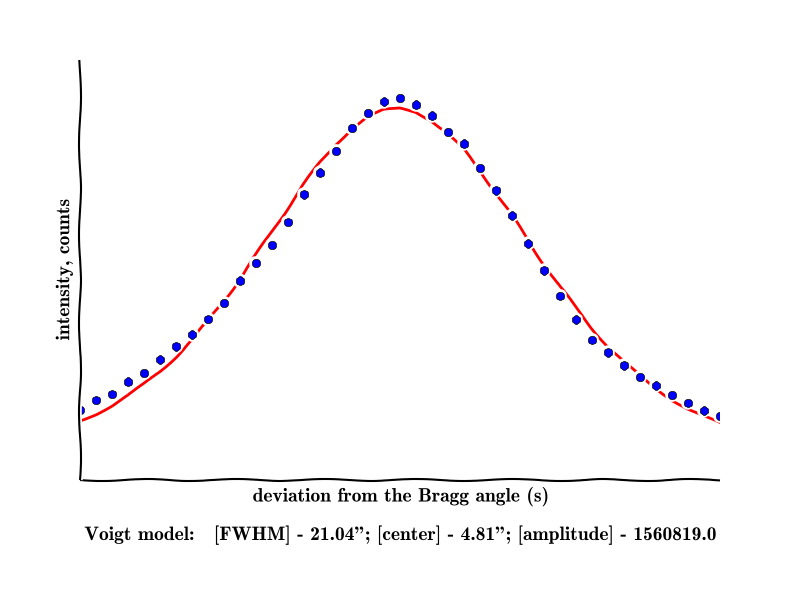 intensity, counts
deviation from the Bragg angle (s)
Voigt model: [FWHM] - 21.04”; [center] - 4.81”; [amplitude] - 1560819.0